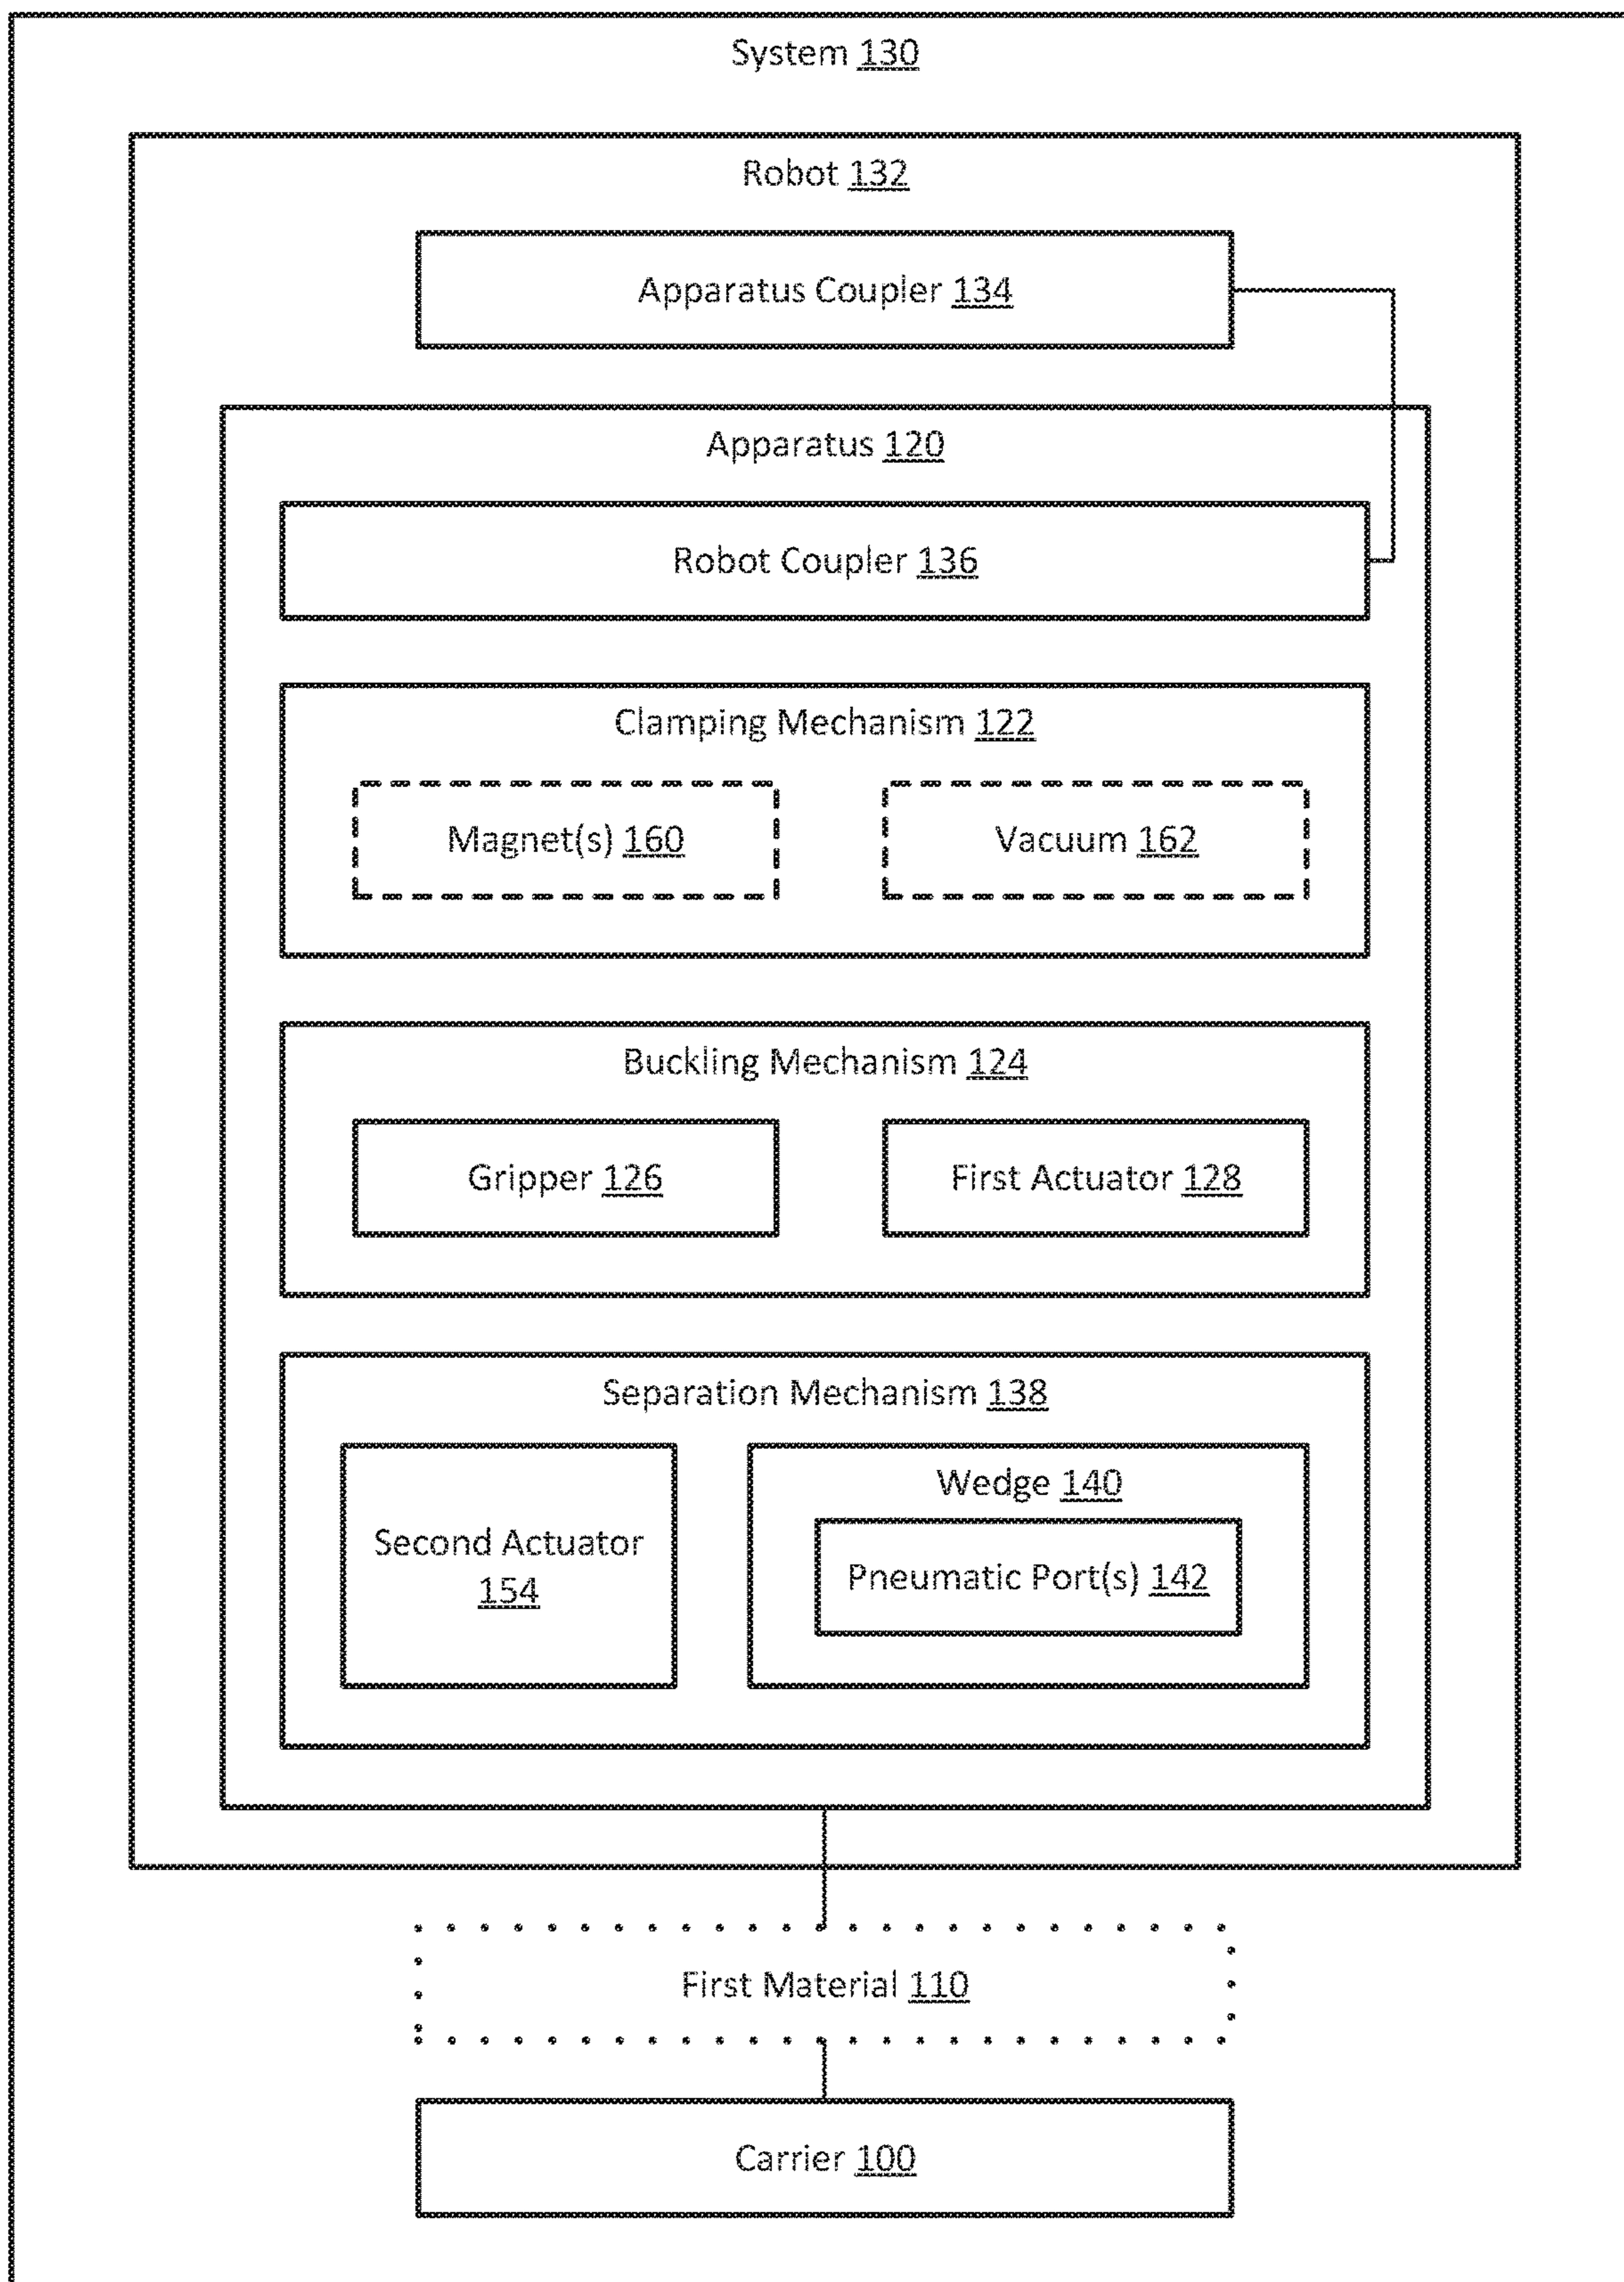 System 130
Robot 132
Apparatus Coupler 134
Apparatus 120
Robot Coupler 136
Clamping Mechanism 122
Magnet(s) 160
Vacuum 162
Buckling Mechanism 124
Gripper 126
First Actuator 128
Separation Mechanism 138
Second Actuator
154
Wedge 140
Pneumatic Port(s) 142
First Material 110
Carrier 100